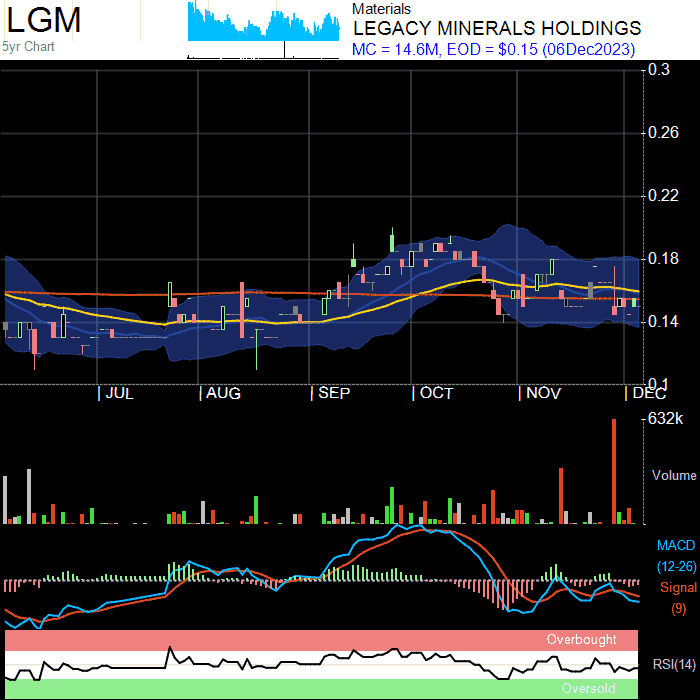 LGM
5yr Chart
Materials
LEGACY MINERALS HOLDINGS
MC = 14.6M, EOD = $0.15 (06Dec2023)
0.3
0.26
0.22
0.18
0.14
0.1
| JUL | AUG | SEP | OCT | NOV | DEC
632k
Volume
MACD
(12-26)
Signal
(9)
Overbought
RSI(14)
Oversold